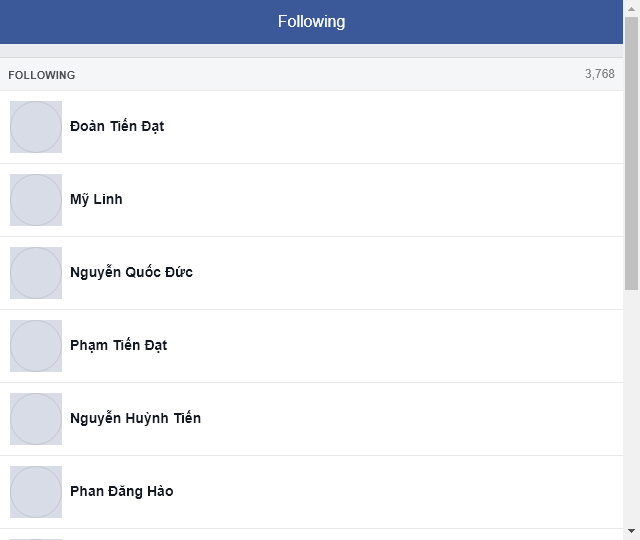 Following
FOLLOWING 3,768
Đoàn Tiến Đạt
Mỹ Linh
Nguyễn Quốc Đức
Phạm Tiến Đạt
Nguyễn Huỳnh Tiến
Phan Đăng Hào